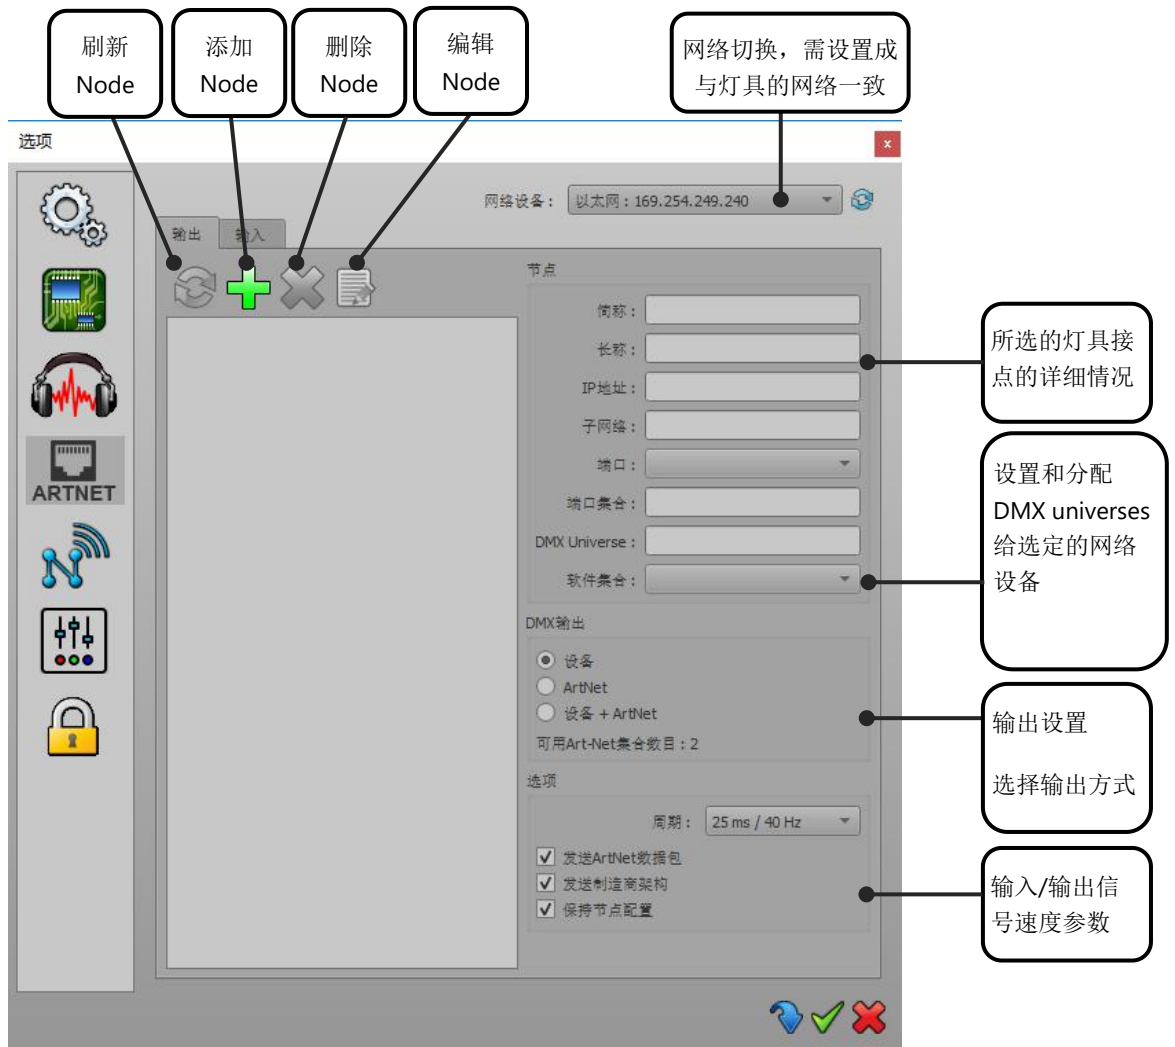 刷新
Node
添加
Node
删除
Node
编辑
Node
网络切换，需设置成
与灯具的网络一致
选项
x
网络设备：
以太网：169.254.249.240
输出
输入
节点
简称：
长称：
IP地址：
子网络：
端口：
端口集合：
DMX Universe：
软件集合：
ARTNET
DMX输出
设备
ArtNet
设备 + ArtNet
可用Art-Net集合数目：2
选项
周期：
25 ms / 40 Hz
发送ArtNet数据包
发送制造商架构
保持节点配置
所选的灯具接
点的详细情况
设置和分配
DMX universes
给选定的网络
设备
输出设置
选择输出方式
输入/输出信
号速度参数